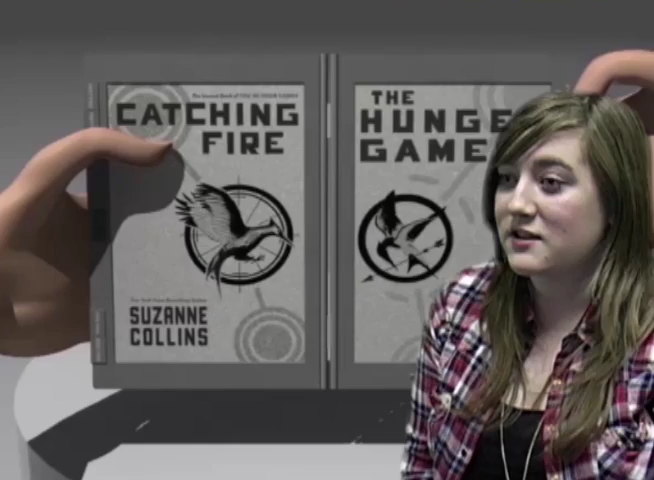 The Second Book of THE HUNGER GAMES
CATCHING
FIRE
SUZANNE
COLLINS
THE
HUNGE
GAME